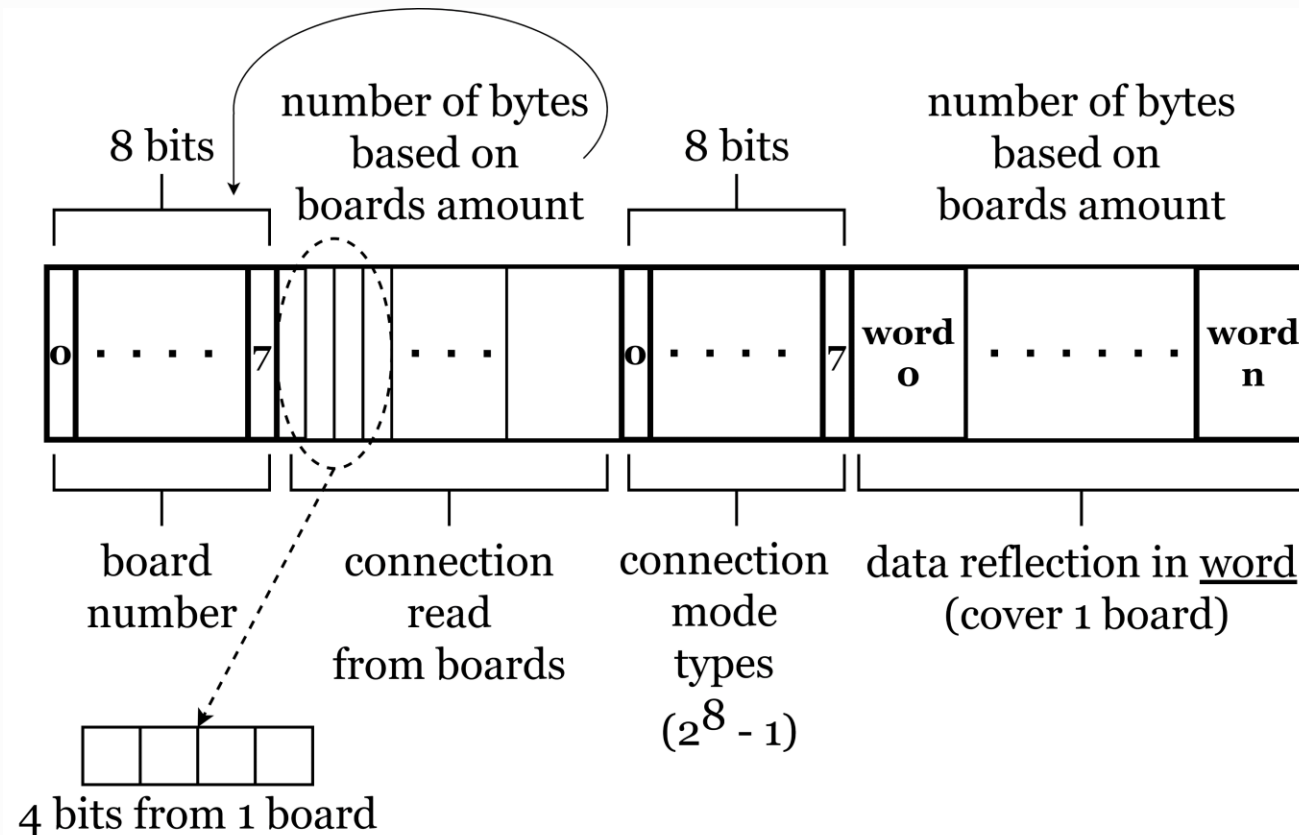 8 bits
number of bytes
based on
boards amount
8 bits
number of bytes
based on
boards amount
0 . . . . 7
. . .
0 . . . . 7
word
0
. . . . . .
word
n
board
number
connection
read
from boards
connection
mode
types
(2^8 - 1)
data reflection in word
(cover 1 board)
4 bits from 1 board